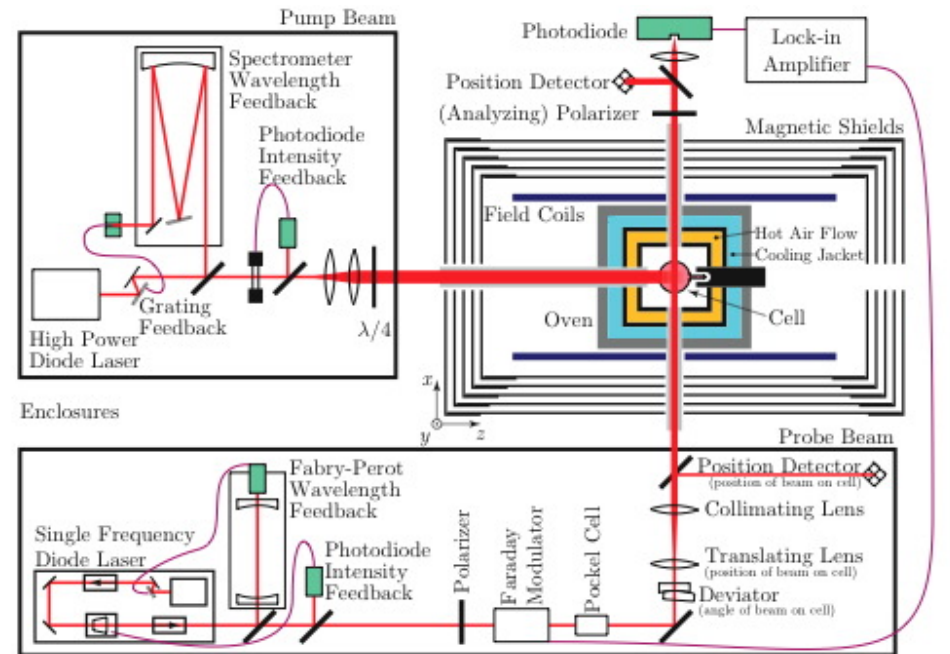 Pump Beam
Spectrometer
Wavelength
Feedback
Photodiode
Intensity
Feedback
Grating
Feedback
High Power
Diode Laser
λ/4
Enclosures
Photodiode
Lock-in
Amplifier
Position Detector
(Analyzing) Polarizer
Magnetic Shields
Field Coils
Hot Air Flow
Cooling Jacket
Oven
Cell
x
y
z
Probe Beam
Position Detector
(position of beam on cell)
Collimating Lens
Translating Lens
(position of beam on cell)
Deviator
(angle of beam on cell)
Fabry-Perot
Wavelength
Feedback
Single Frequency
Diode Laser
Photodiode
Intensity
Feedback
Polarizer
Faraday
Modulator
Pockel Cell